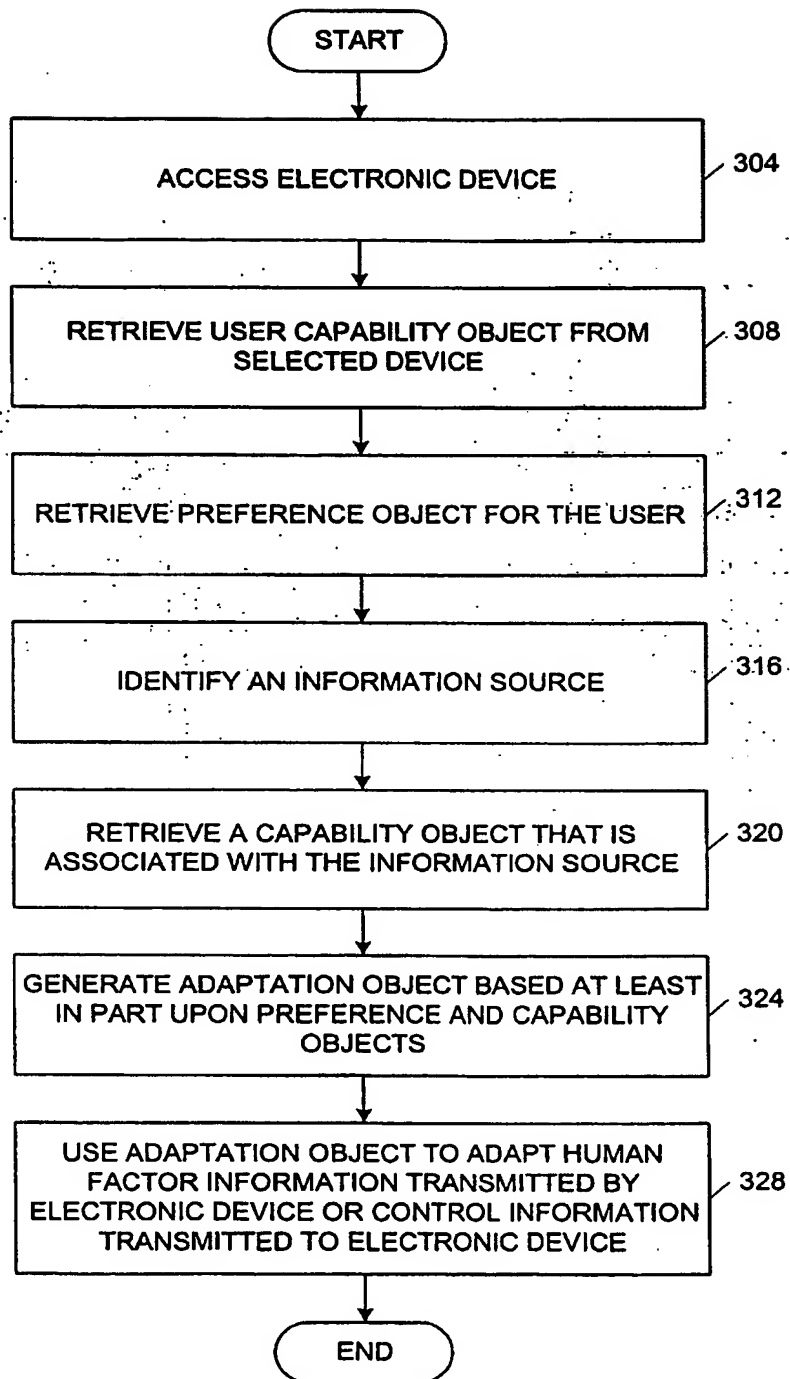 START
ACCESS ELECTRONIC DEVICE
304
RETRIEVE USER CAPABILITY OBJECT FROM
SELECTED DEVICE
308
RETRIEVE PREFERENCE OBJECT FOR THE USER
312
IDENTIFY AN INFORMATION SOURCE
316
RETRIEVE A CAPABILITY OBJECT THAT IS
ASSOCIATED WITH THE INFORMATION SOURCE
320
GENERATE ADAPTATION OBJECT BASED AT LEAST
IN PART UPON PREFERENCE AND CAPABILITY
OBJECTS
324
USE ADAPTATION OBJECT TO ADAPT HUMAN
FACTOR INFORMATION TRANSMITTED BY
ELECTRONIC DEVICE OR CONTROL INFORMATION
TRANSMITTED TO ELECTRONIC DEVICE
328
END